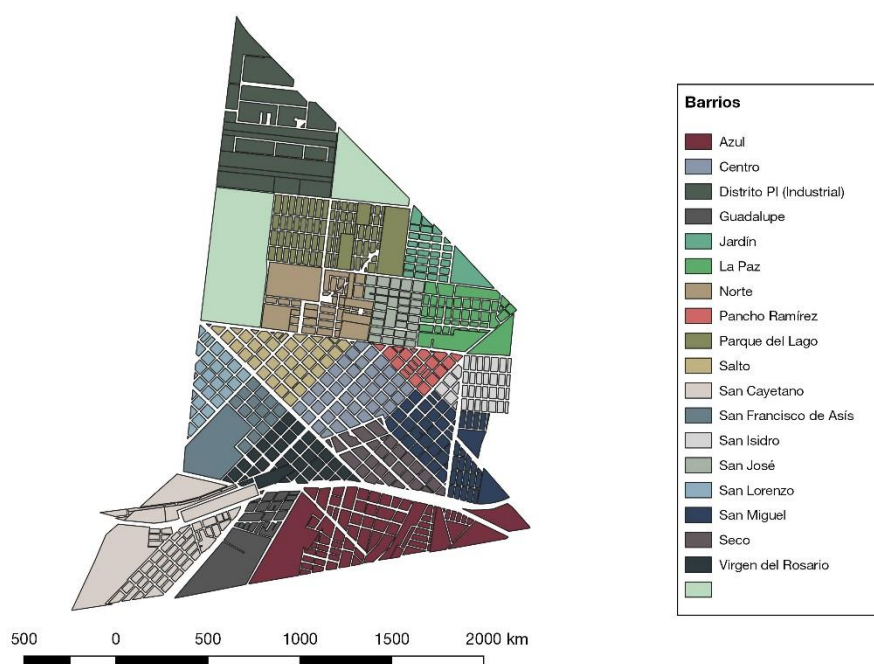 Barrios
Azul
Centro
Distrito PI (Industrial)
Guadalupe
Jardín
La Paz
Norte
Pancho Ramírez
Parque del Lago
Salto
San Cayetano
San Francisco de Asís
San Isidro
San José
San Lorenzo
San Miguel
Seco
Virgen del Rosario
500 0 500 1000 1500 2000 km